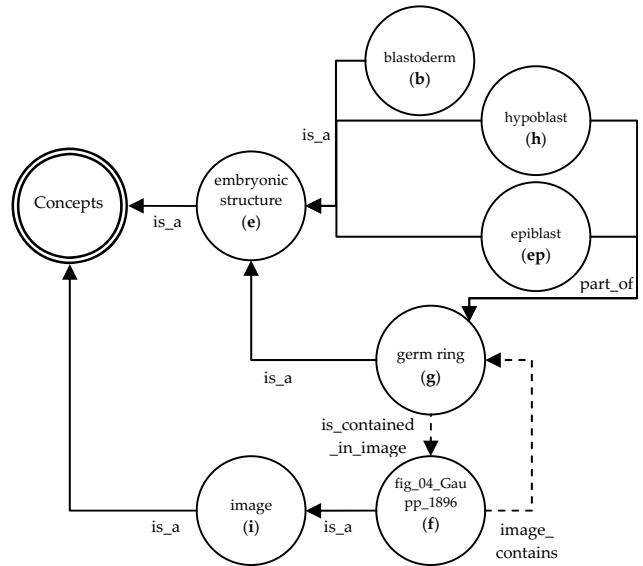 blastoderm
(b)
is_a
hypoblast
(h)
embryonic
structure
(e)
Concepts
is_a
epiblast
(ep)
part_of
germ ring
(g)
is_a
is_contained
_in_image
fig_04_Gau
pp_1896
(f)
image
(i)
is_a
is_a
image_
contains